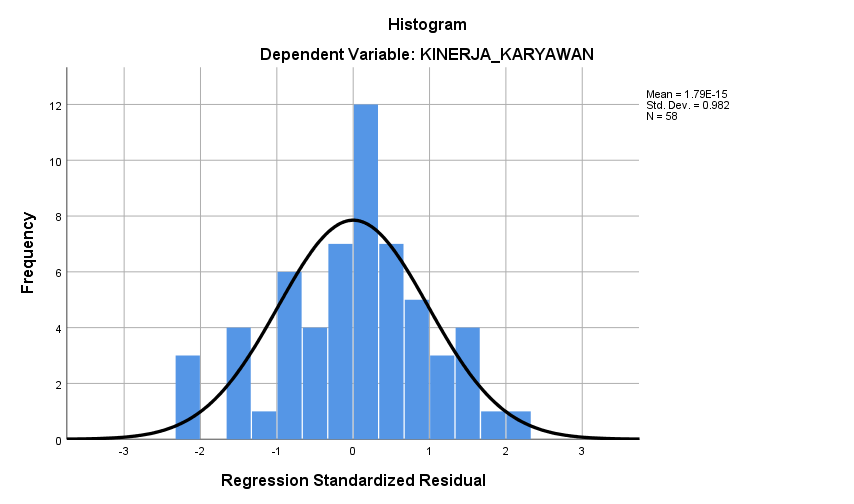 Histogram
Dependent Variable: KINERJA_KARYAWAN
Mean = 1.79E-15
Std. Dev. = 0.982
N = 58
12
10
8
6
4
2
0
Frequency
-3 -2 -1 0 1 2 3
Regression Standardized Residual